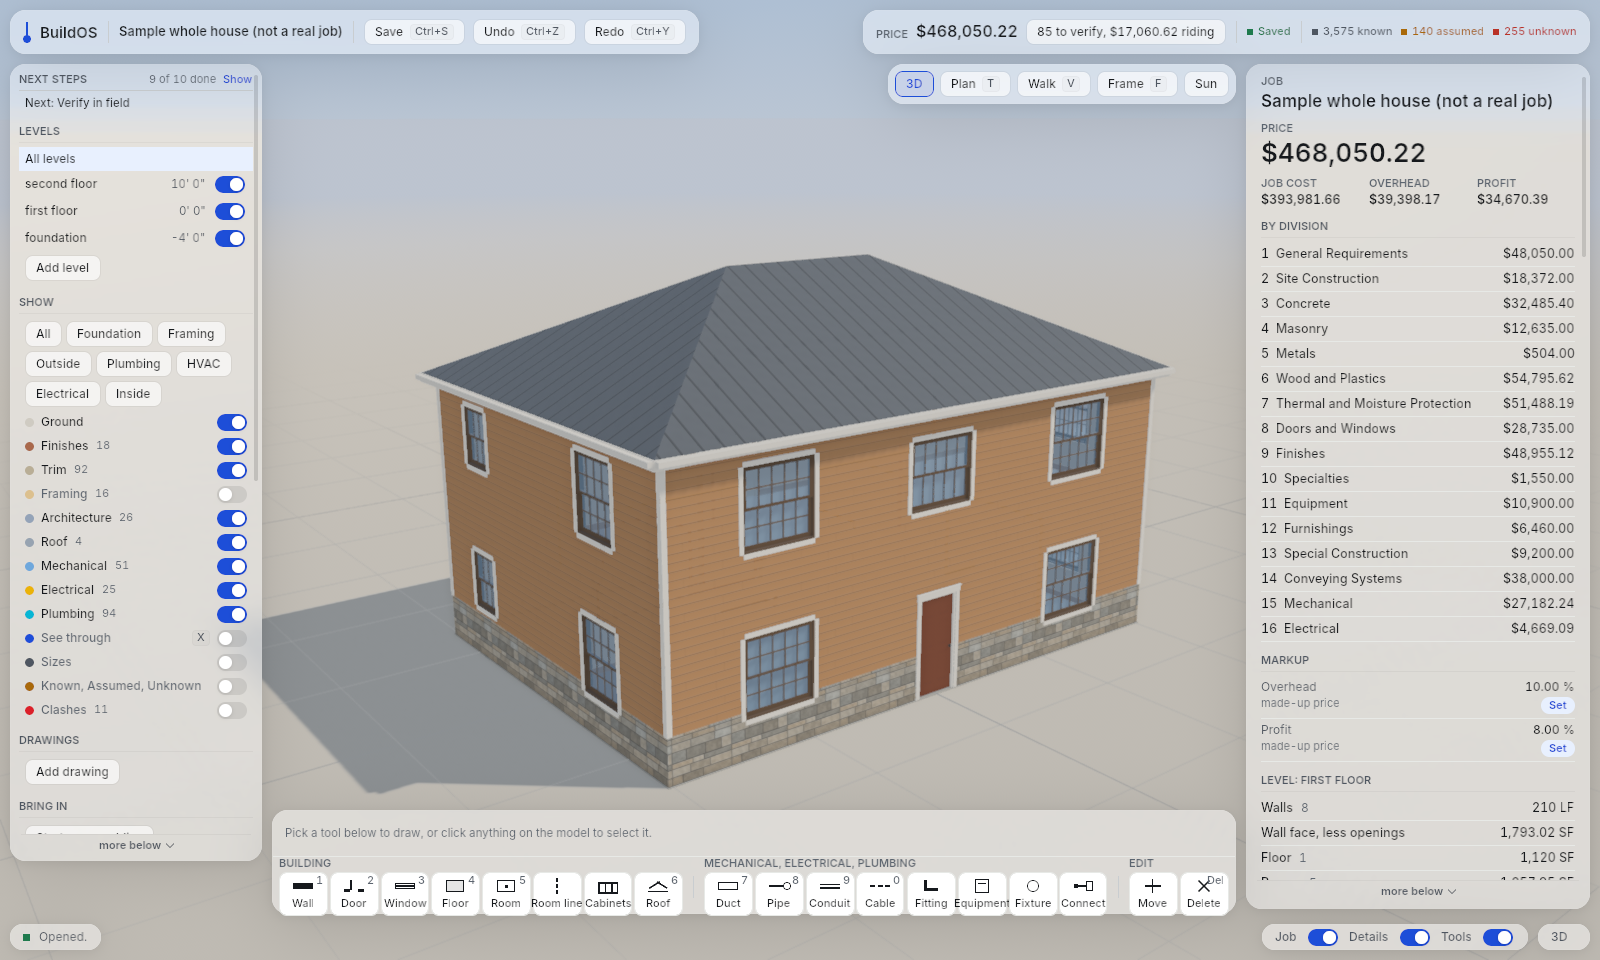 BuildOS
Sample whole house (not a real job)
Save Ctrl+S
Undo Ctrl+Z
Redo Ctrl+Y
PRICE $468,050.22
85 to verify, $17,060.62 riding
Saved
3,575 known
140 assumed
255 unknown
3D
Plan T
Walk V
Frame F
Sun
NEXT STEPS 9 of 10 done Show
Next: Verify in field
LEVELS
All levels
second floor 10' 0"
first floor 0' 0"
foundation -4' 0"
Add level
SHOW
All Foundation Framing
Outside Plumbing HVAC
Electrical Inside
Ground
Finishes 18
Trim 92
Framing 16
Architecture 26
Roof 4
Mechanical 51
Electrical 25
Plumbing 94
See through X
Sizes
Known, Assumed, Unknown
Clashes 11
DRAWINGS
Add drawing
BRING IN
more below
Opened.
Pick a tool below to draw, or click anything on the model to select it.
BUILDING
Wall 1
Door 2
Window 3
Floor 4
Room 5
Room line
Cabinets
Roof 6
MECHANICAL, ELECTRICAL, PLUMBING
Duct 7
Pipe 8
Conduit 9
Cable 0
Fitting
Equipment
Fixture
Connect
EDIT
Move
Delete Del
JOB
Sample whole house (not a real job)
PRICE
$468,050.22
JOB COST OVERHEAD PROFIT
$393,981.66 $39,398.17 $34,670.39
BY DIVISION
1 General Requirements $48,050.00
2 Site Construction $18,372.00
3 Concrete $32,485.40
4 Masonry $12,635.00
5 Metals $504.00
6 Wood and Plastics $54,795.62
7 Thermal and Moisture Protection $51,488.19
8 Doors and Windows $28,735.00
9 Finishes $48,955.12
10 Specialties $1,550.00
11 Equipment $10,900.00
12 Furnishings $6,460.00
13 Special Construction $9,200.00
14 Conveying Systems $38,000.00
15 Mechanical $27,182.24
16 Electrical $4,669.09
MARKUP
Overhead 10.00 %
made-up price Set
Profit 8.00 %
made-up price Set
LEVEL: FIRST FLOOR
Walls 8 210 LF
Wall face, less openings 1,793.02 SF
Floor 1 1,120 SF
more below
Job Details Tools 3D